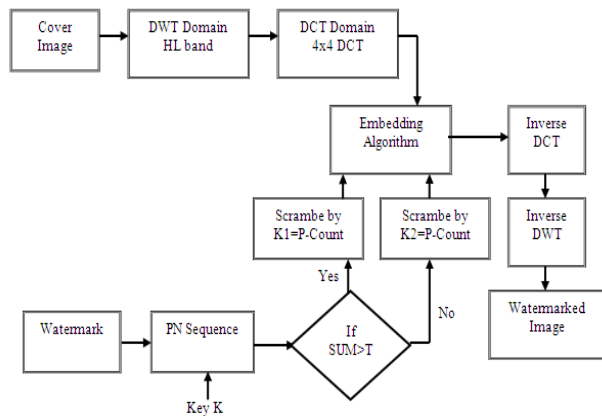 Cover
Image
DWT Domain
HL band
DCT Domain
4x4 DCT
Embedding
Algorithm
Inverse
DCT
Scrambe by
K1=P-Count
Scrambe by
K2=P-Count
Inverse
DWT
Yes
No
Watermarked
Image
Watermark
PN Sequence
If
SUM>T
Key K